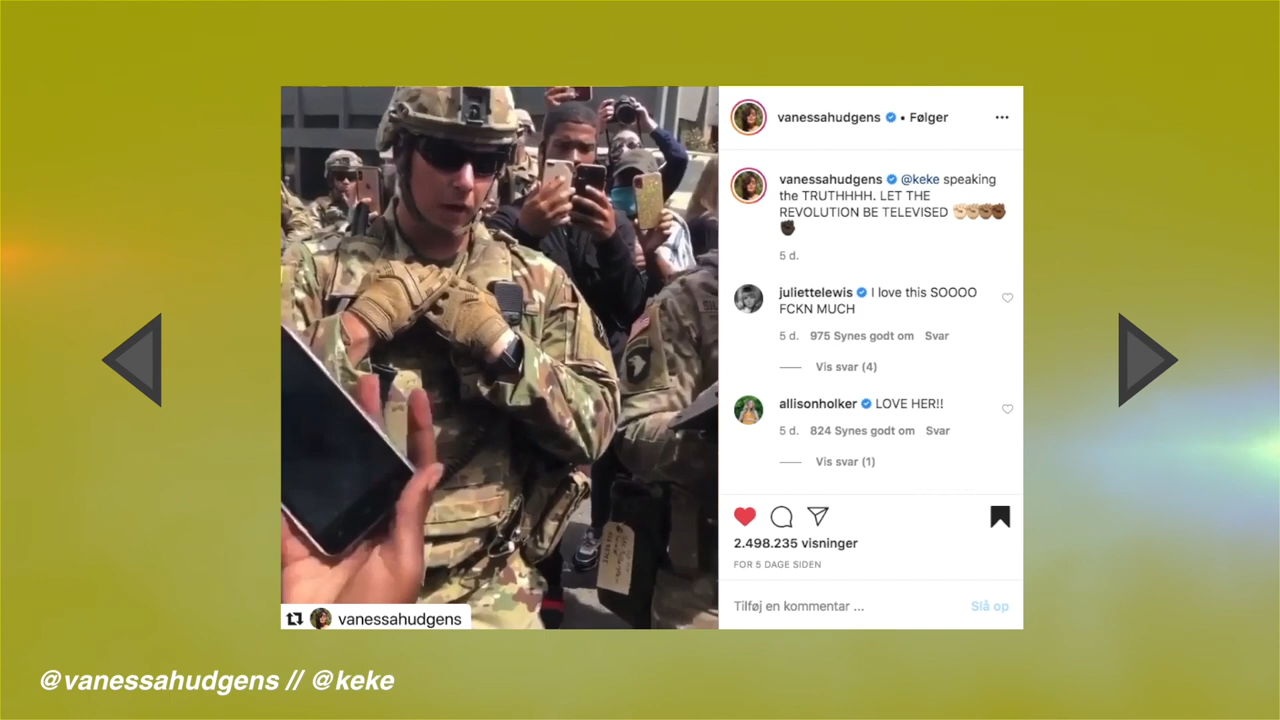 vanessahudgens • Følger
vanessahudgens @keke speaking
the TRUTHHHH. LET THE
REVOLUTION BE TELEVISED ✊🏻✊🏼✊🏽✊🏾
✊🏿
5 d.
juliettelewis I love this SOOOO
FCKN MUCH
5 d. 975 Synes godt om Svar
Vis svar (4)
allisonholker LOVE HER!!
5 d. 824 Synes godt om Svar
Vis svar (1)
2.498.235 visninger
FOR 5 DAGE SIDEN
Tilføj en kommentar ... Slå op
vanessahudgens
@vanessahudgens // @keke